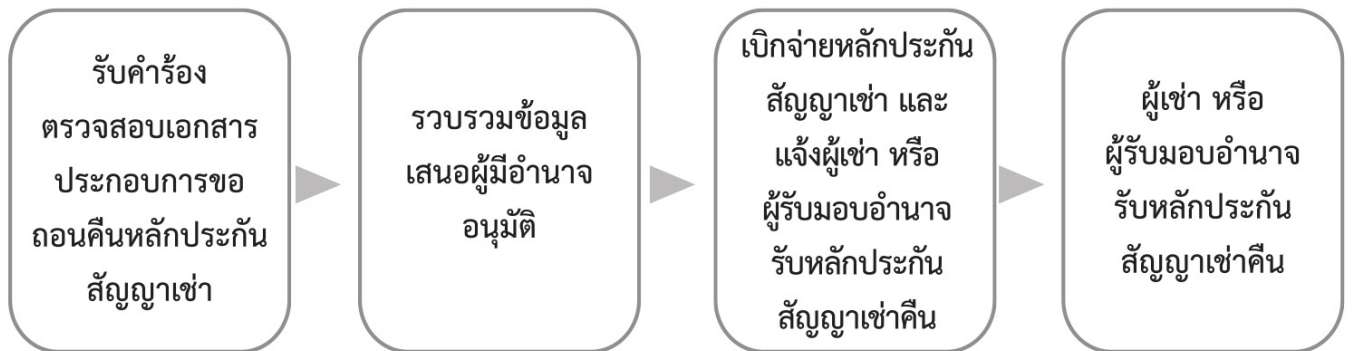 รับคำร้อง
ตรวจสอบเอกสาร
ประกอบการขอ
ถอนคืนหลักประกัน
สัญญาเช่า
รวบรวมข้อมูล
เสนอผู้มีอำนาจ
อนุมัติ
เบิกจ่ายหลักประกัน
สัญญาเช่า และ
แจ้งผู้เช่า หรือ
ผู้รับมอบอำนาจ
รับหลักประกัน
สัญญาเช่าคืน
ผู้เช่า หรือ
ผู้รับมอบอำนาจ
รับหลักประกัน
สัญญาเช่าคืน